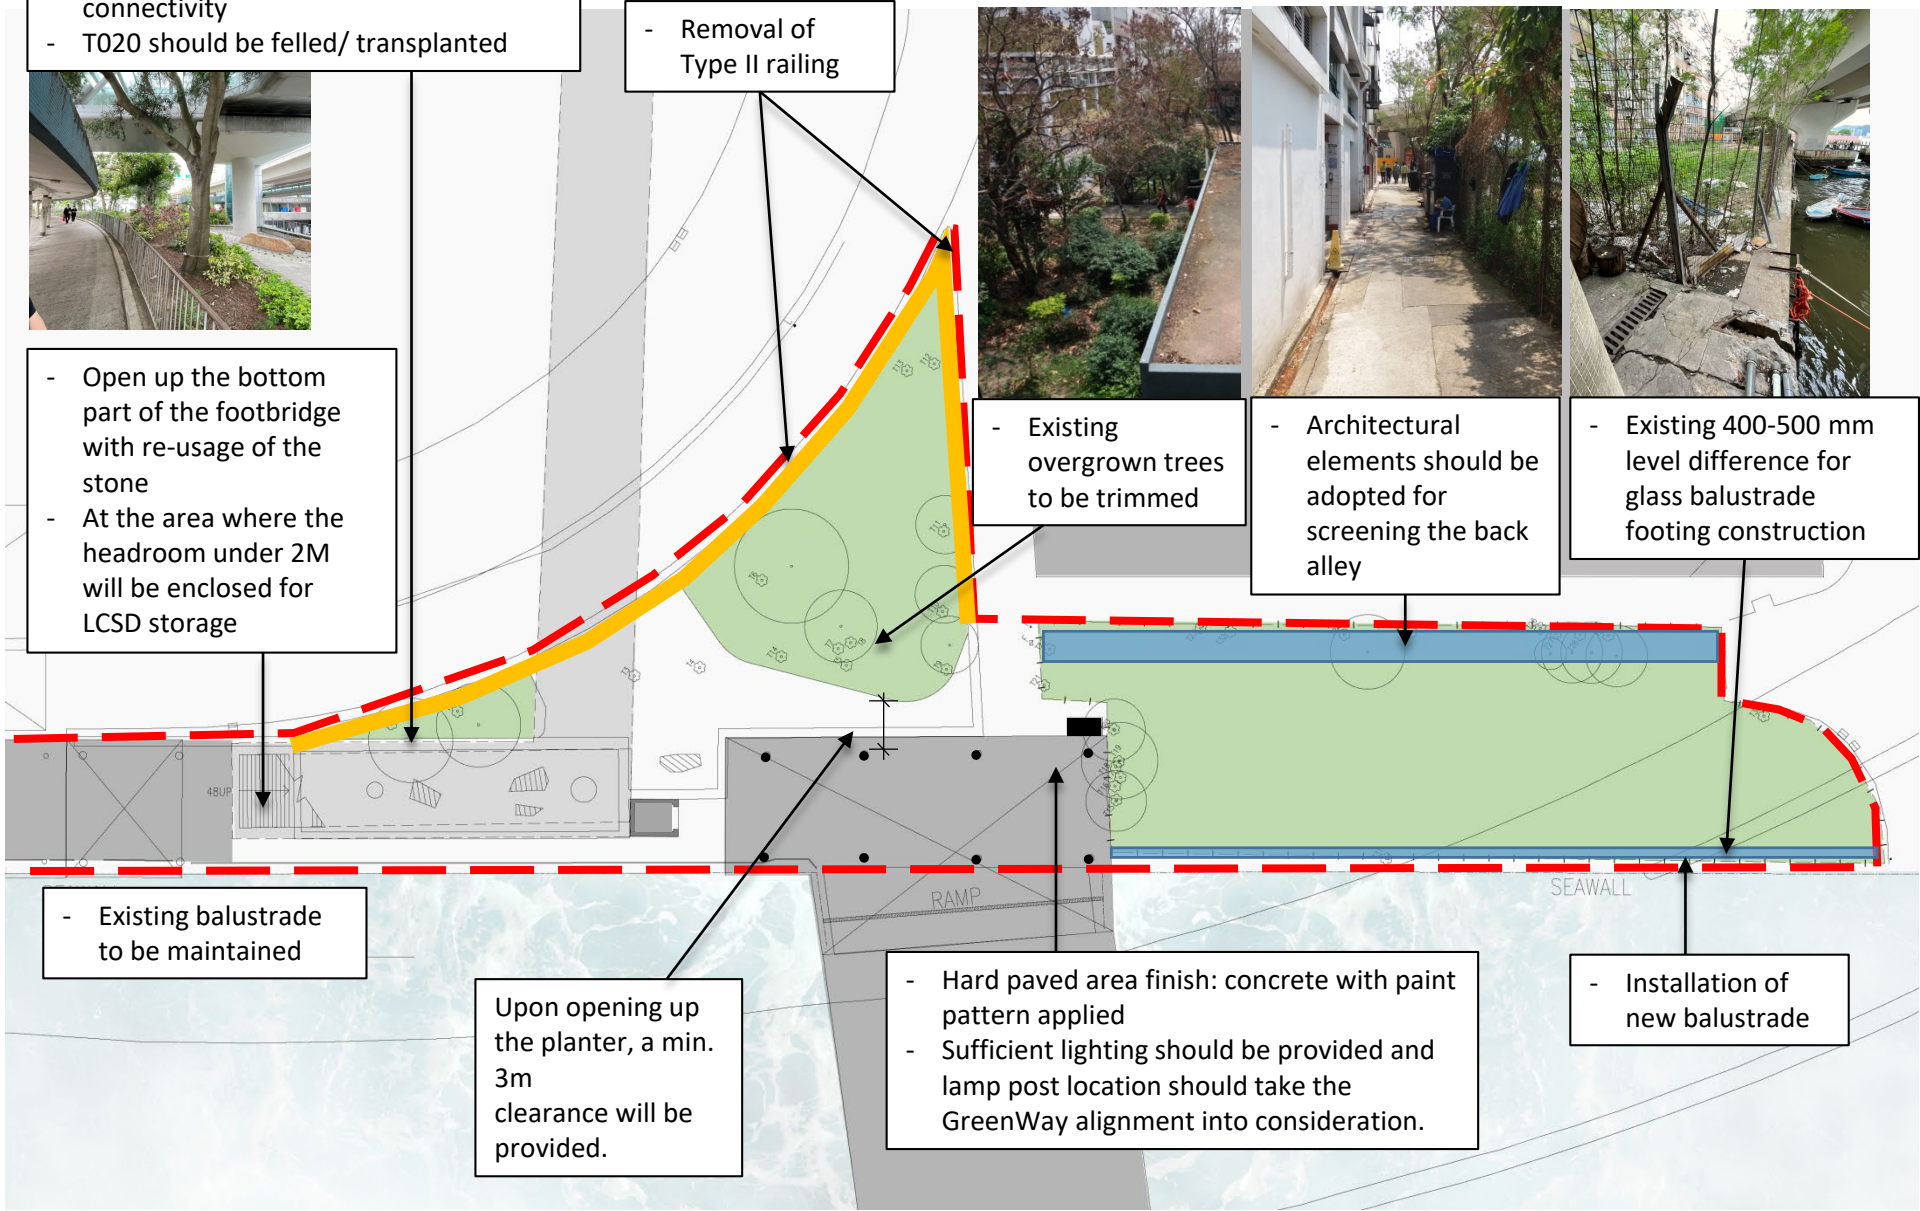 connectivity
- T020 should be felled/ transplanted
- Removal of
Type II railing
- Open up the bottom
part of the footbridge
with re-usage of the
stone
- At the area where the
headroom under 2M
will be enclosed for
LCSD storage
- Existing
overgrown trees
to be trimmed
- Architectural
elements should be
adopted for
screening the back
alley
- Existing 400-500 mm
level difference for
glass balustrade
footing construction
48UP
RAMP
SEAWALL
- Existing balustrade
to be maintained
Upon opening up
the planter, a min.
3m
clearance will be
provided.
- Hard paved area finish: concrete with paint
pattern applied
- Sufficient lighting should be provided and
lamp post location should take the
GreenWay alignment into consideration.
- Installation of
new balustrade